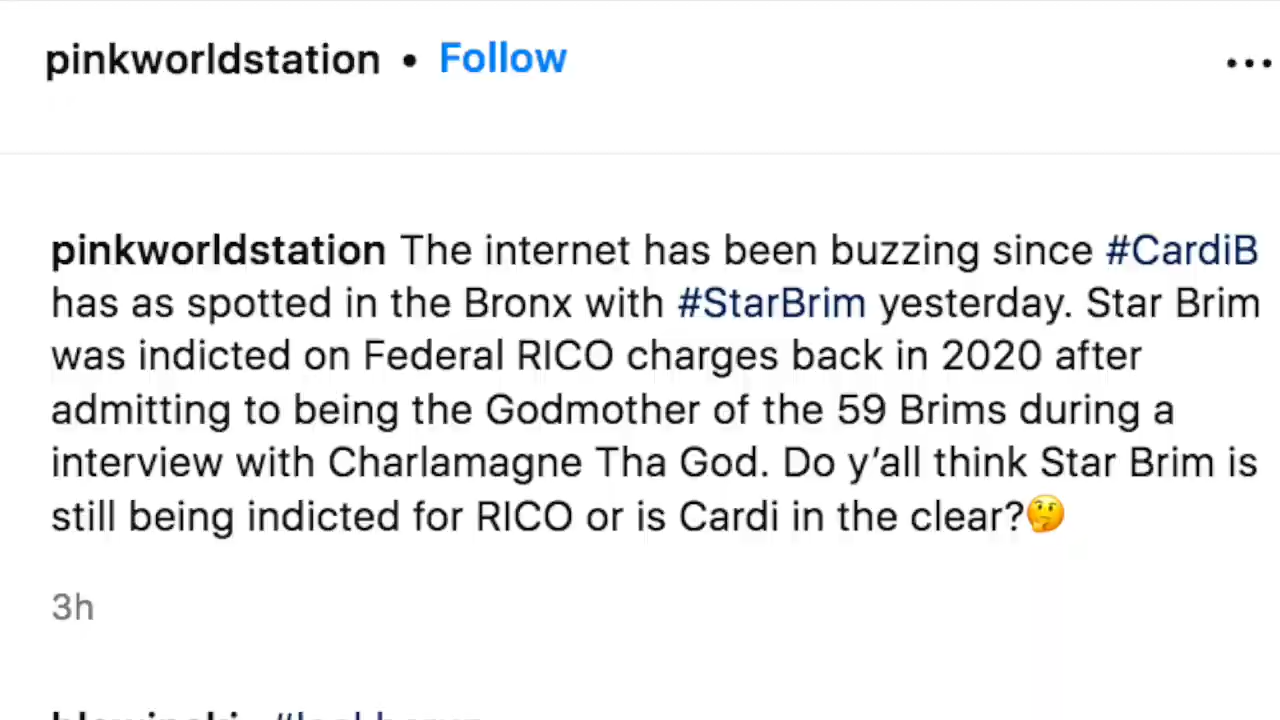 pinkworldstation • Follow
pinkworldstation The internet has been buzzing since #CardiB
has as spotted in the Bronx with #StarBrim yesterday. Star Brim
was indicted on Federal RICO charges back in 2020 after
admitting to being the Godmother of the 59 Brims during a
interview with Charlamagne Tha God. Do y’all think Star Brim is
still being indicted for RICO or is Cardi in the clear?🤔
3h